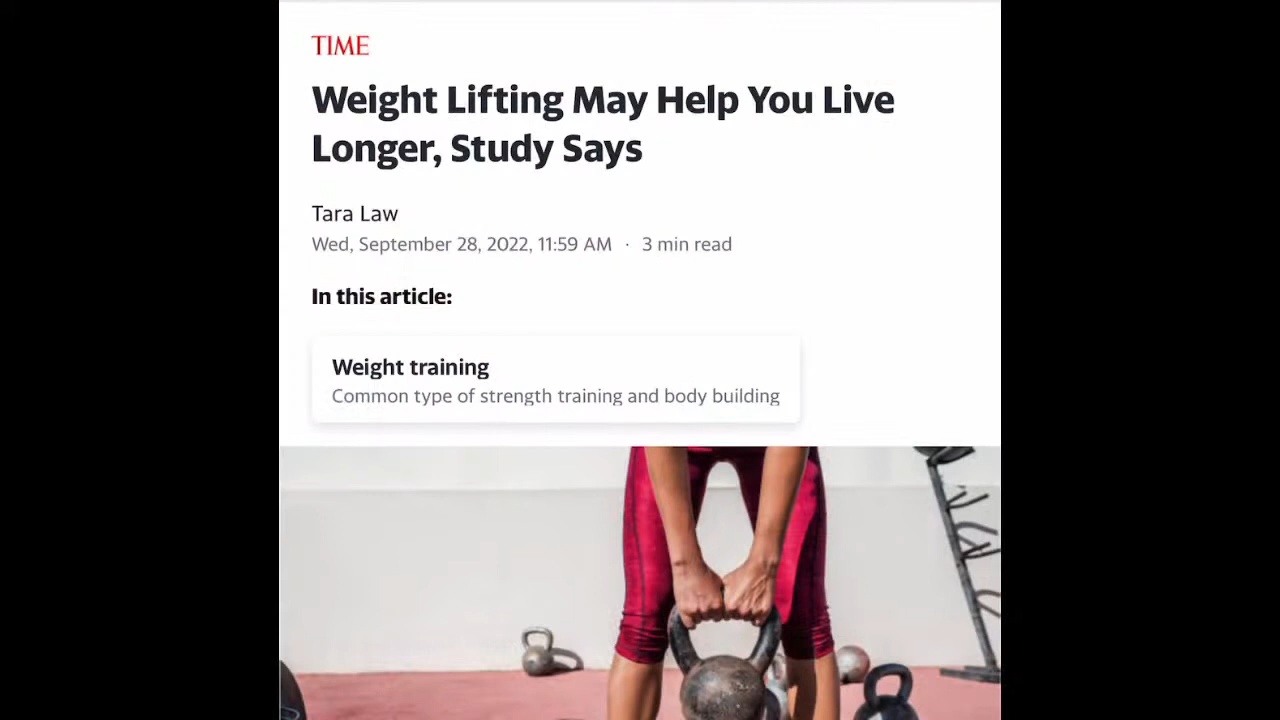 TIME
Weight Lifting May Help You Live
Longer, Study Says
Tara Law
Wed, September 28, 2022, 11:59 AM · 3 min read
In this article:
Weight training
Common type of strength training and body building